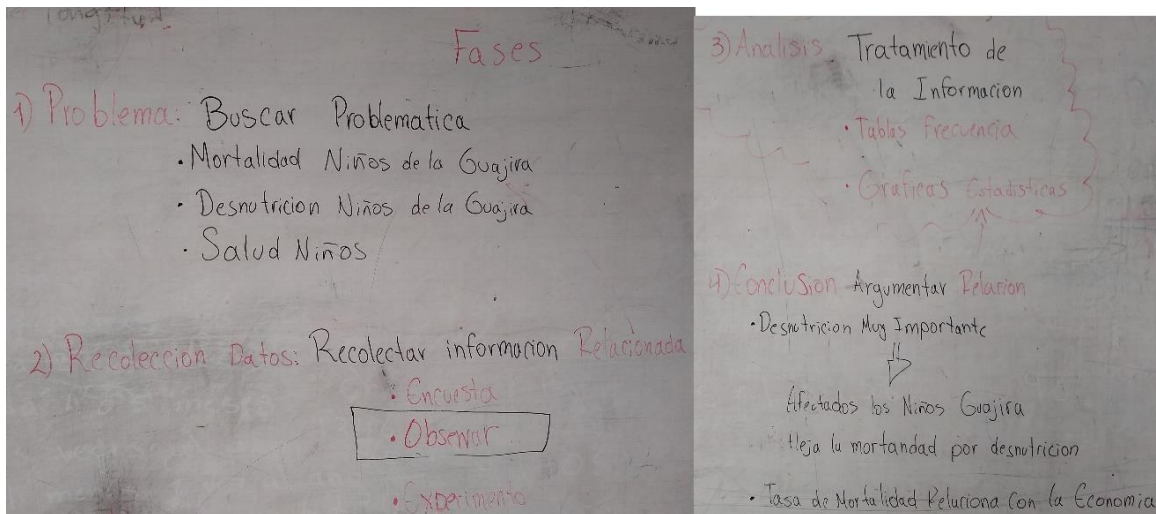 Longitud.
Fases
1) Problema: Buscar Problematica
• Mortalidad Niños de la Guajira
• Desnutricion Niños de la Guajira
• Salud Niños
2) Recoleccion Datos: Recolectar informacion Relacionada
• Encuesta
• Observar
• Experimento
3) Analisis Tratamiento de
la Informacion
• Tablas Frecuencia
• Graficas Estadisticas
4) Conclusion Argumentar Relacion
• Desnutricion Muy Importante
Afectados los Niños Guajira
la mortandad por desnutricion
• Tasa de Mortalidad Relaciona con la Economia